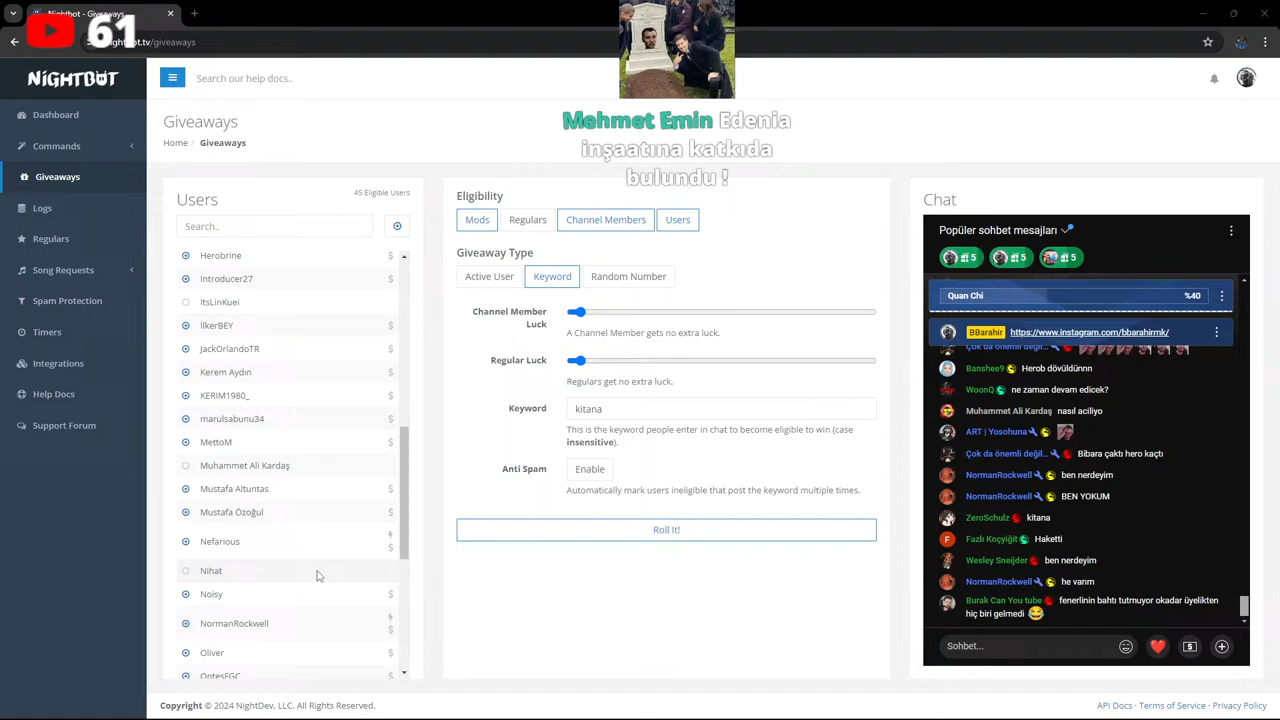 Nightbot - Giveaways
61
nightbot.tv/giveaways
NIGHTBOT
Search our help docs..
Mehmet Emin Edenia
inşaatına katkıda
bulundu !
Dashboard
Commands
Giveaways
Logs
Regulars
Song Requests
Spam Protection
Timers
Integrations
Help Docs
Support Forum
Giveaways
Home / Giveaways
Users
45 Eligible Users
Search..
Herobrine $
Introducer27 $
ItsLinKuei
İlkerBEY $
JackOrlandoTR $
Kerem Aydın $
KERIM1980_ $
marulsabunu34 $
MettoM $
Muhammet Ali Kardaş
Mustafa Altuntas $
Mustafa Özoğul $
Nefarious $
Nihat
Noisy $
NormanRockwell $
Oliver $
OptesFGC $
Eligibility
Mods Regulars Channel Members Users
Giveaway Type
Active User Keyword Random Number
Channel Member
Luck
A Channel Member gets no extra luck.
Regular Luck
Regulars get no extra luck.
Keyword
kitana
This is the keyword people enter in chat to become eligible to win (case
insensitive).
Anti Spam
Enable
Automatically mark users ineligible that post the keyword multiple times.
Roll It!
Chat
Popüler sohbet mesajları
5 5 5
Quan Chi %40
BBarahir https://www.instagram.com/bbarahirmk/
Çok da önemli değil...
Banshee9 Herob dövüldünnn
WoonQ ne zaman devam edicek?
Muhammet Ali Kardaş nasıl aciliyo
ART | Yosohuna
Çok da önemli değil... Bibara çaktı hero kaçtı
NormanRockwell ben nerdeyim
NormanRockwell BEN YOKUM
ZeroSchulz kitana
Fazlı Koçyiğit Haketti
Wesley Sneijder ben nerdeyim
NormanRockwell he varım
Burak Can You tube fenerlinin bahtı tutmuyor okadar üyelikten
hiç biri gelmedi
Sohbet...
Copyright © 2024 NightDev, LLC. All Rights Reserved.
API Docs · Terms of Service · Privacy Policy